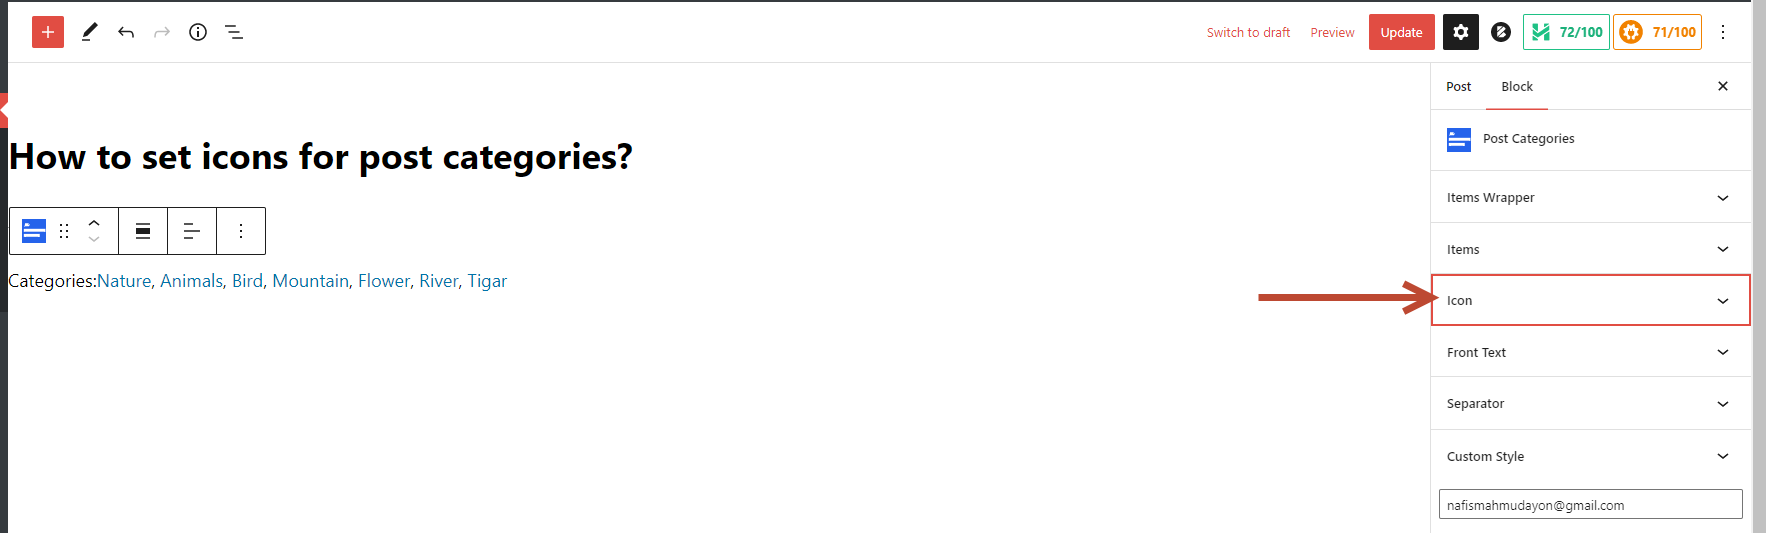 Switch to draft Preview Update 72/100 71/100
Post Block
Post Categories
How to set icons for post categories?
Items Wrapper
Items
Categories:Nature, Animals, Bird, Mountain, Flower, River, Tigar
Icon
Front Text
Separator
Custom Style
nafismahmudayon@gmail.com